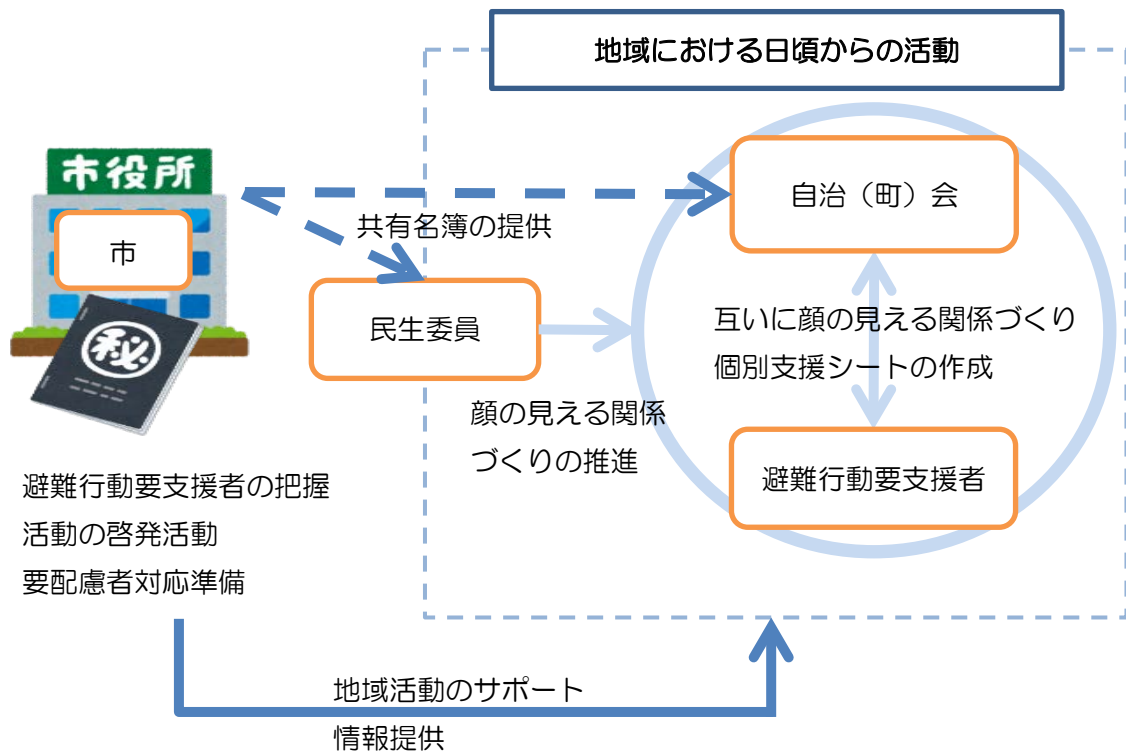 地域における日頃からの活動
市役所
市
秘
共有名簿の提供
自治（町）会
民生委員
互いに顔の見える関係づくり
個別支援シートの作成
顔の見える関係
づくりの推進
避難行動要支援者
避難行動要支援者の把握
活動の啓発活動
要配慮者対応準備
地域活動のサポート
情報提供